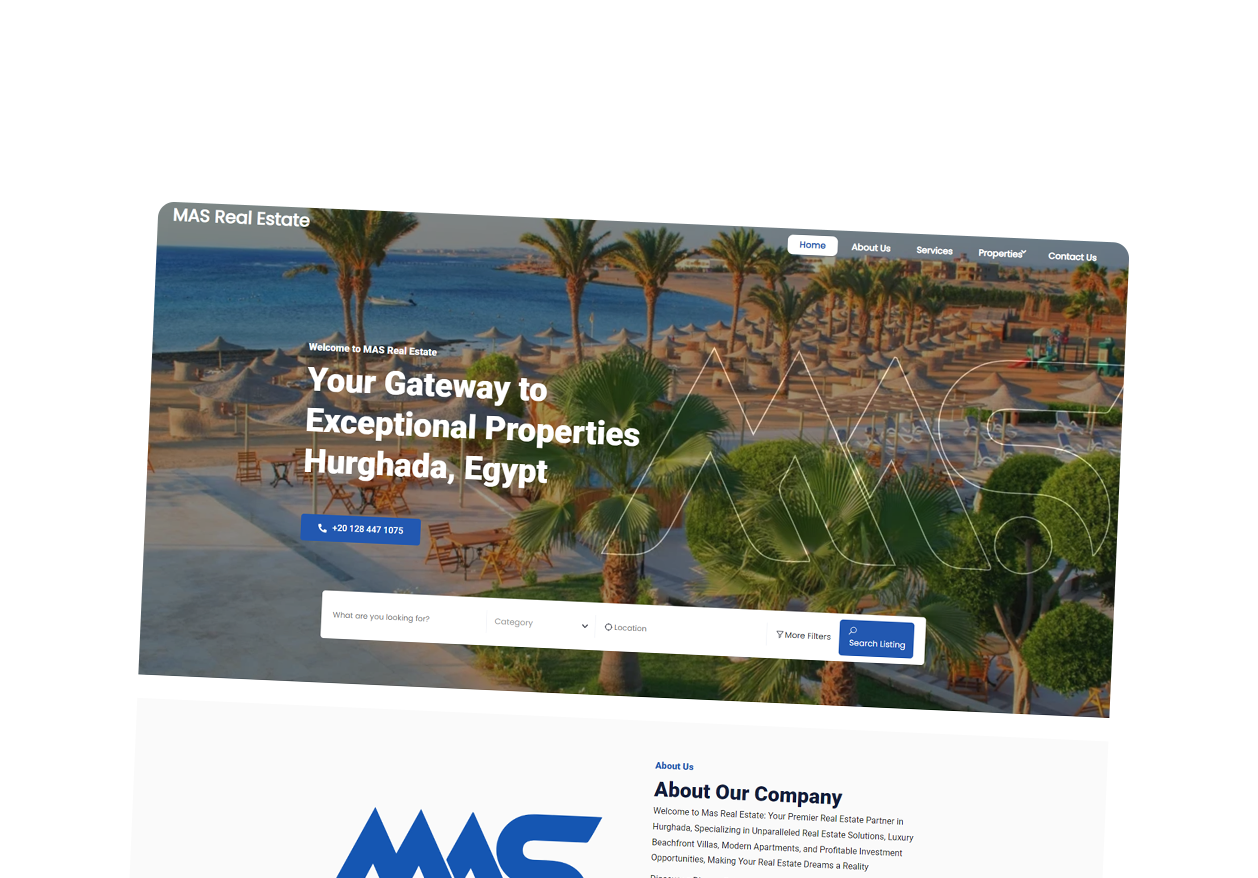 MAS Real Estate
Home About Us Services Properties Contact Us
Welcome to MAS Real Estate
Your Gateway to
Exceptional Properties
Hurghada, Egypt
+20 128 447 1075
What are you looking for? Category Location More Filters Search Listing
MAS
About Us
About Our Company
Welcome to Mas Real Estate: Your Premier Real Estate Partner in
Hurghada, Specializing in Unparalleled Real Estate Solutions, Luxury
Beachfront Villas, Modern Apartments, and Profitable Investment
Opportunities, Making Your Real Estate Dreams a Reality
MAS